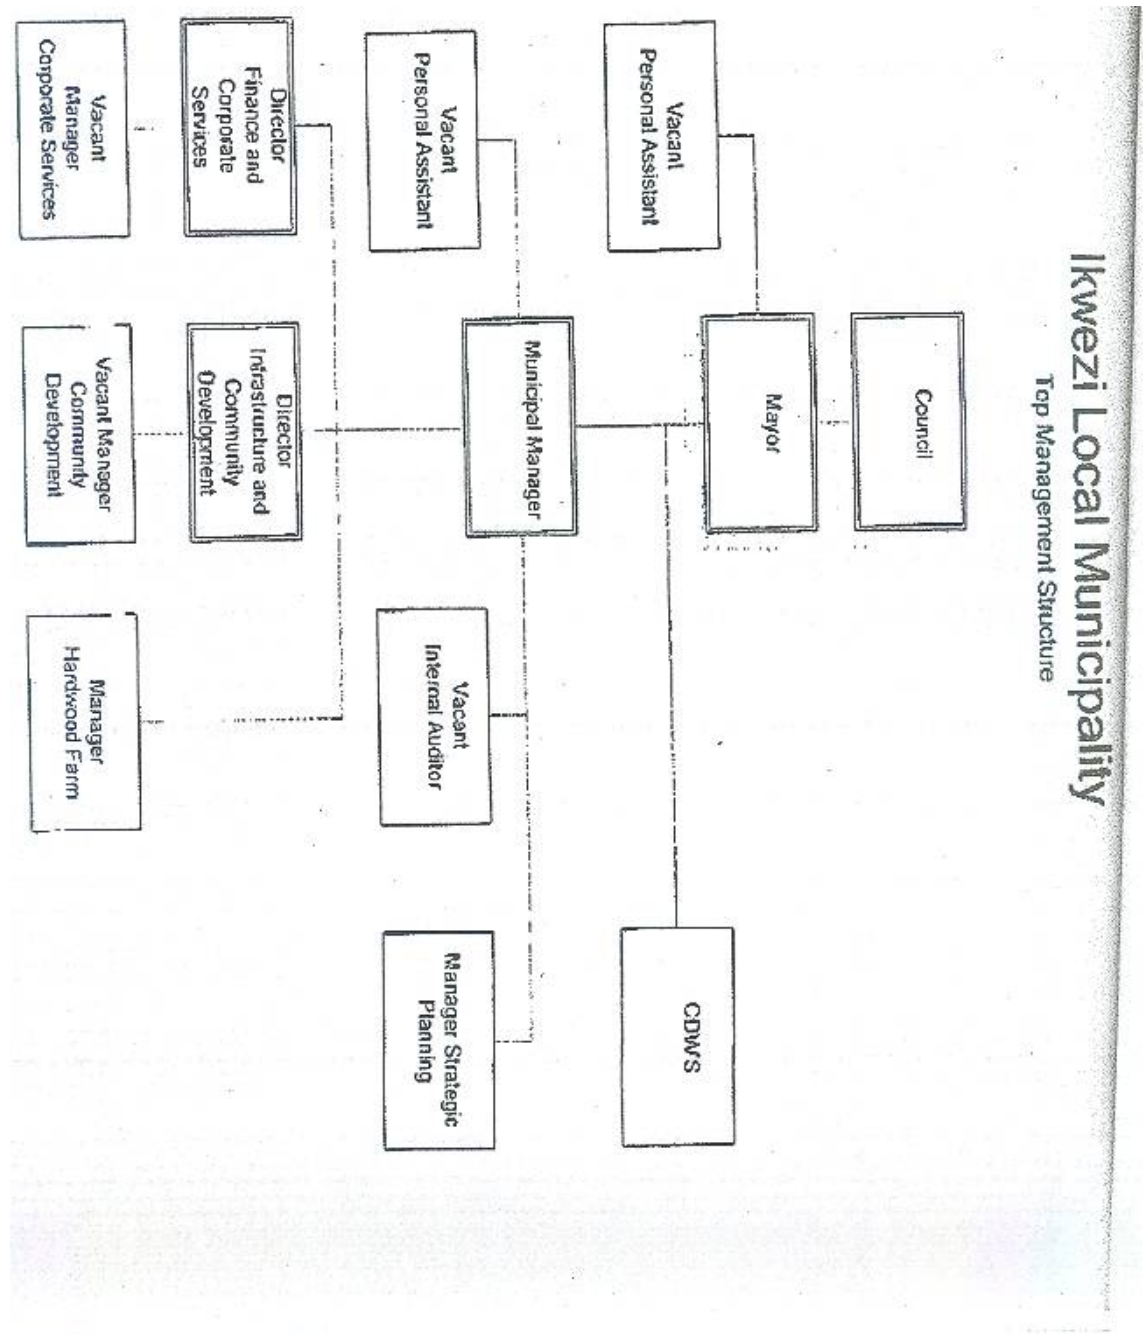 Ikwezi Local Municipality
Top Management Structure
Council
Mayor
Vacant
Personal Assistant
CDWS
Municipal Manager
Vacant
Personal Assistant
Vacant
Internal Auditor
Manager Strategic
Planning
Director
Finance and
Corporate
Services
Director
Infrastructure and
Community
Development
Vacant
Manager
Corporate Services
Vacant Manager
Community
Development
Manager
Hardwood Farm